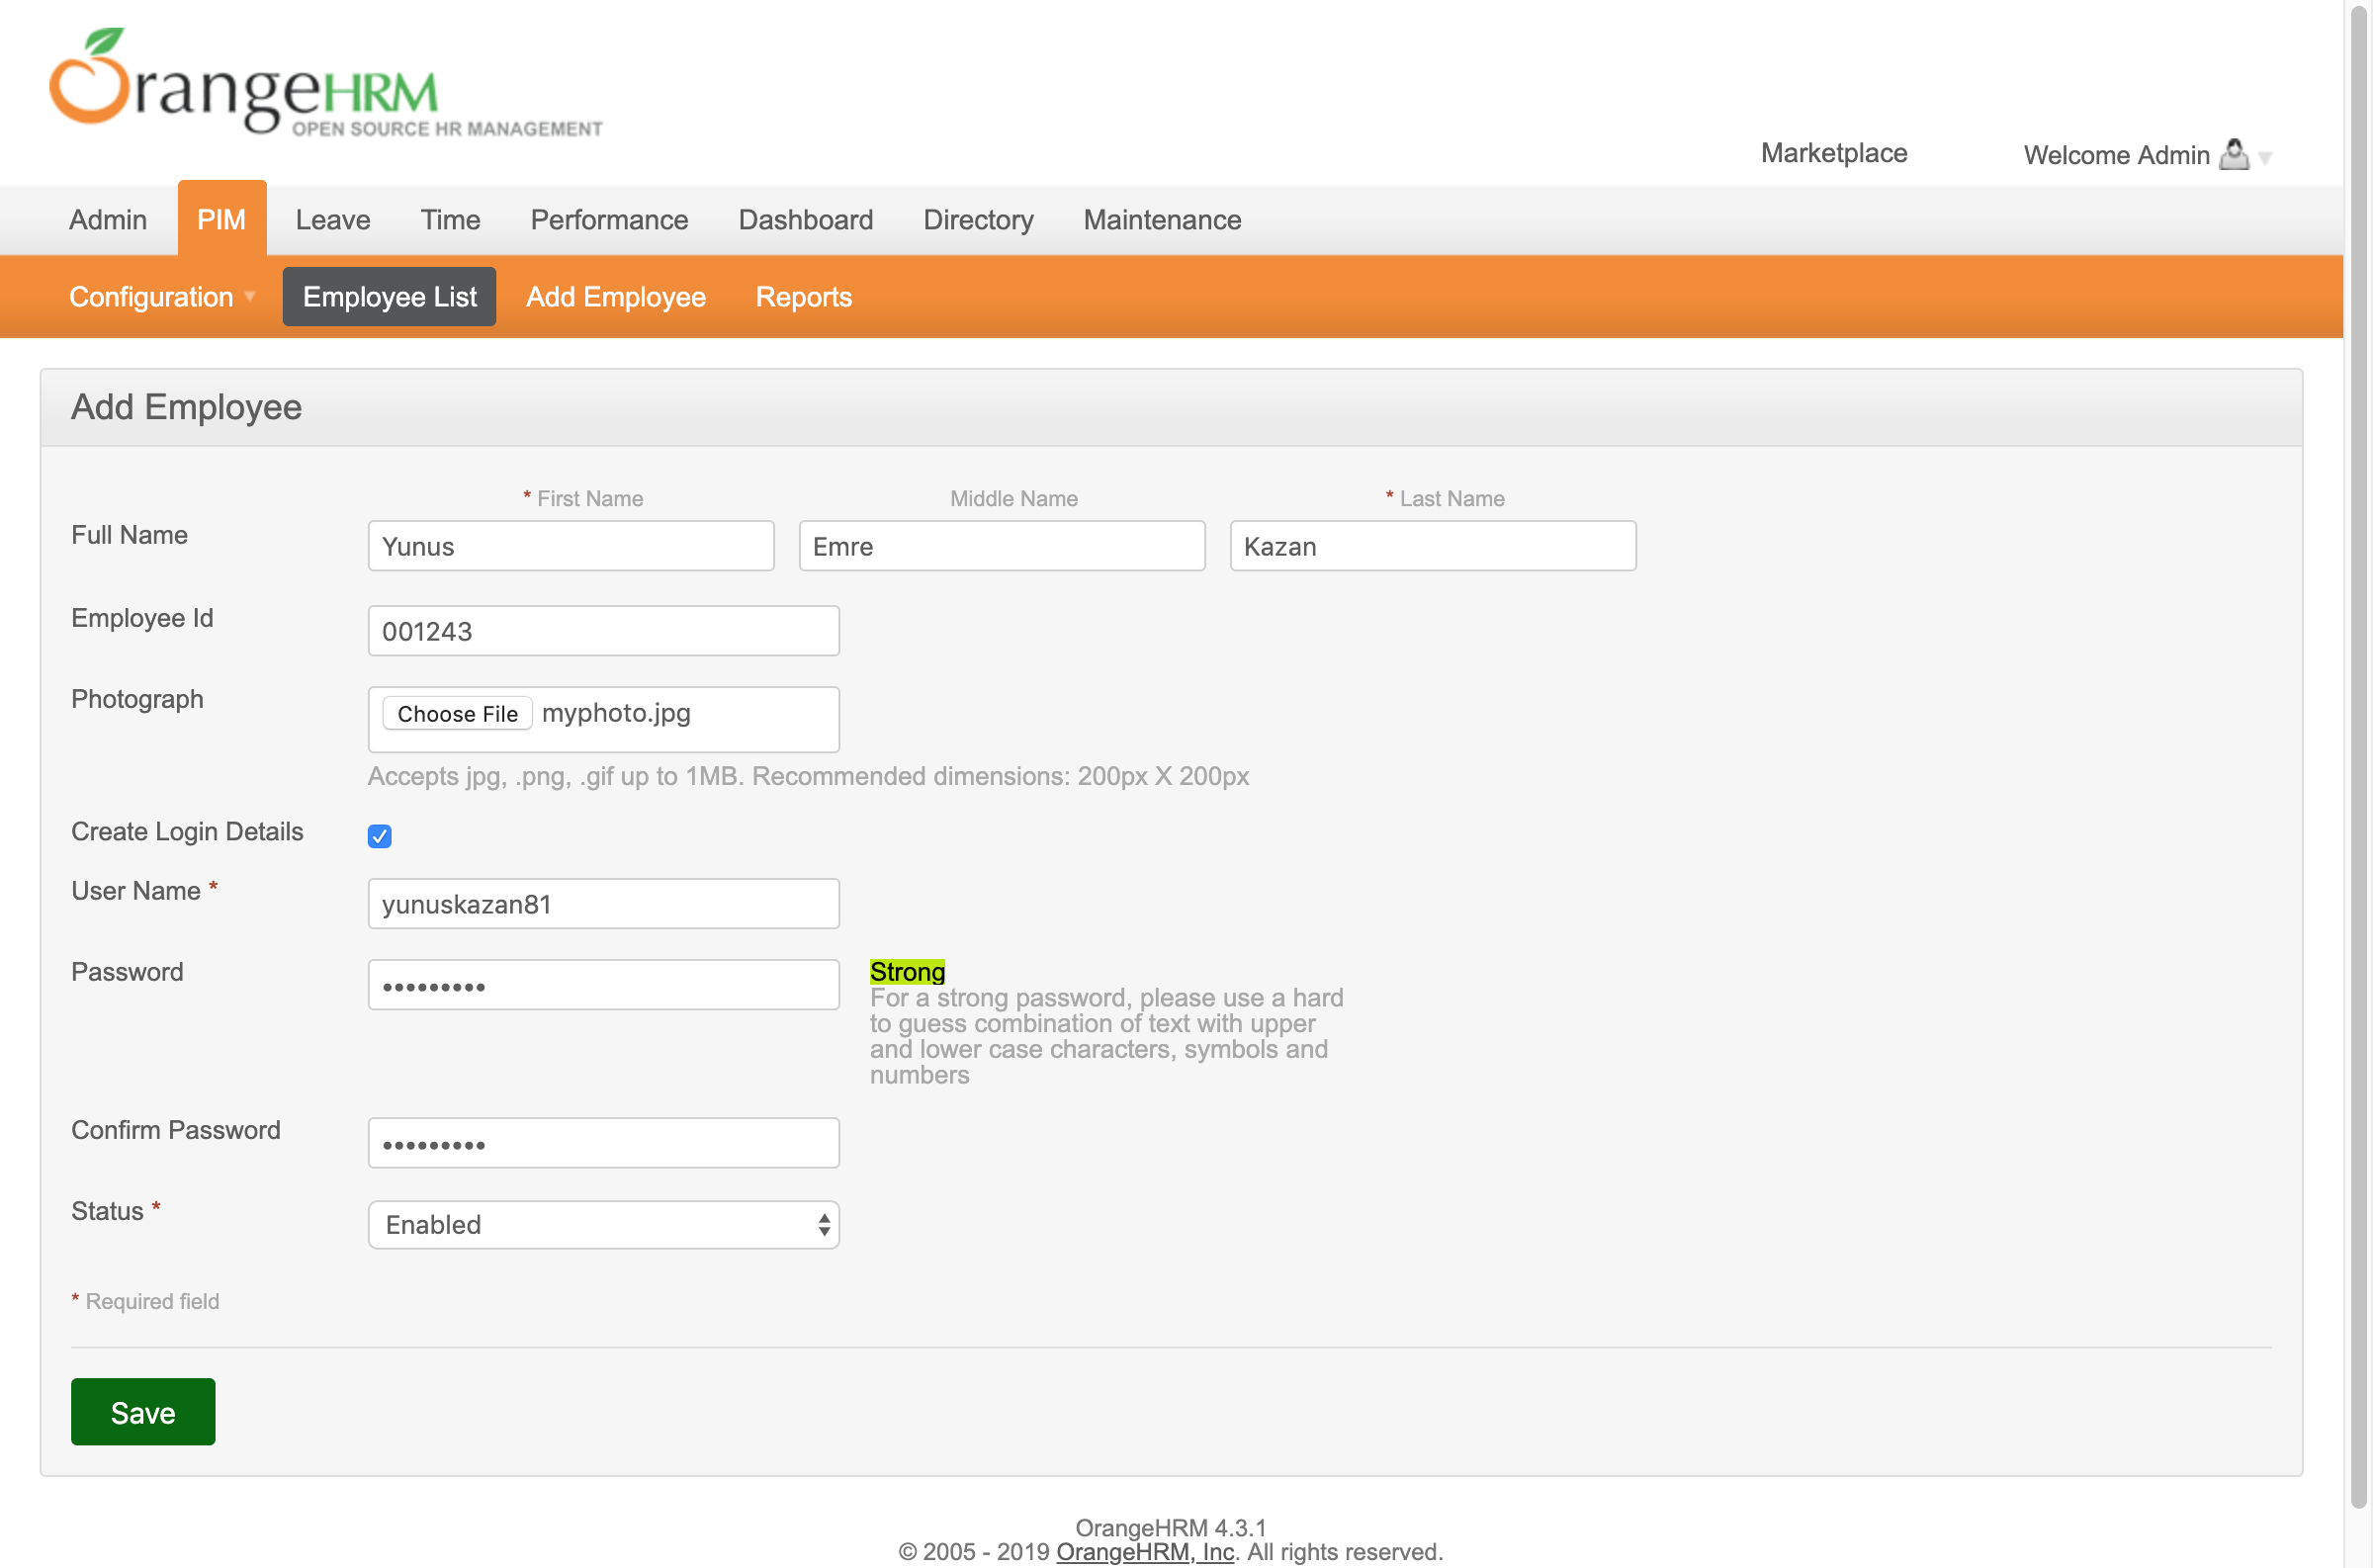 OrangeHRM
OPEN SOURCE HR MANAGEMENT
Marketplace
Welcome Admin
Admin PIM Leave Time Performance Dashboard Directory Maintenance
Configuration Employee List Add Employee Reports
Add Employee
* First Name Middle Name * Last Name
Full Name Yunus Emre Kazan
Employee Id 001243
Photograph Choose File myphoto.jpg
Accepts jpg, .png, .gif up to 1MB. Recommended dimensions: 200px X 200px
Create Login Details
User Name * yunuskazan81
Password ••••••••• Strong
For a strong password, please use a hard
to guess combination of text with upper
and lower case characters, symbols and
numbers
Confirm Password •••••••••
Status * Enabled
* Required field
Save
OrangeHRM 4.3.1
© 2005 - 2019 OrangeHRM, Inc. All rights reserved.